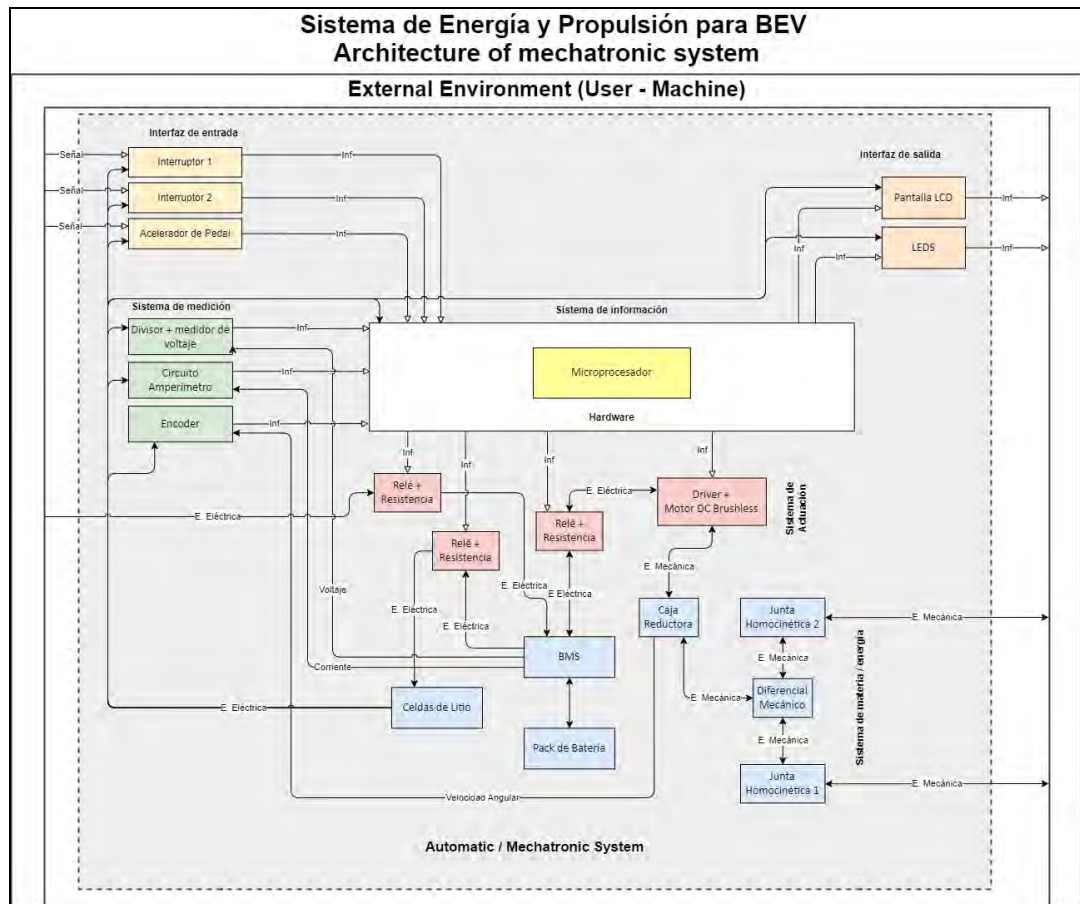 Sistema de Energía y Propulsión para BEV
Architecture of mechatronic system
External Environment (User - Machine)
Interfaz de entrada
Señal
Interruptor 1
Inf
Señal
Interruptor 2
Inf
Señal
Acelerador de Pedal
Inf
Interfaz de salida
Pantalla LCD
Inf
Inf
LEDS
Inf
Inf
Sistema de medición
Divisor + medidor de
voltaje
Inf
Circuito
Amperímetro
Inf
Encoder
Inf
Sistema de información
Microprocesador
Hardware
Inf
Inf
Inf
Inf
E. Eléctrica
Relé +
Resistencia
Relé +
Resistencia
Relé +
Resistencia
E. Eléctrica
Driver +
Motor DC Brushless
Sistema de
Actuación
E. Mecánica
Voltaje
E. Eléctrica
E. Eléctrica
E. Eléctrica
E Eléctrica
Corriente
BMS
Caja
Reductora
Junta
Homocinética 2
E. Mecánica
E. Mecánica
E. Mecánica
Diferencial
Mecánico
Sistema de materia / energía
E. Eléctrica
Celdas de Litio
Pack de Batería
E. Mecánica
Junta
Homocinética 1
E. Mecánica
Velocidad Angular
Automatic / Mechatronic System